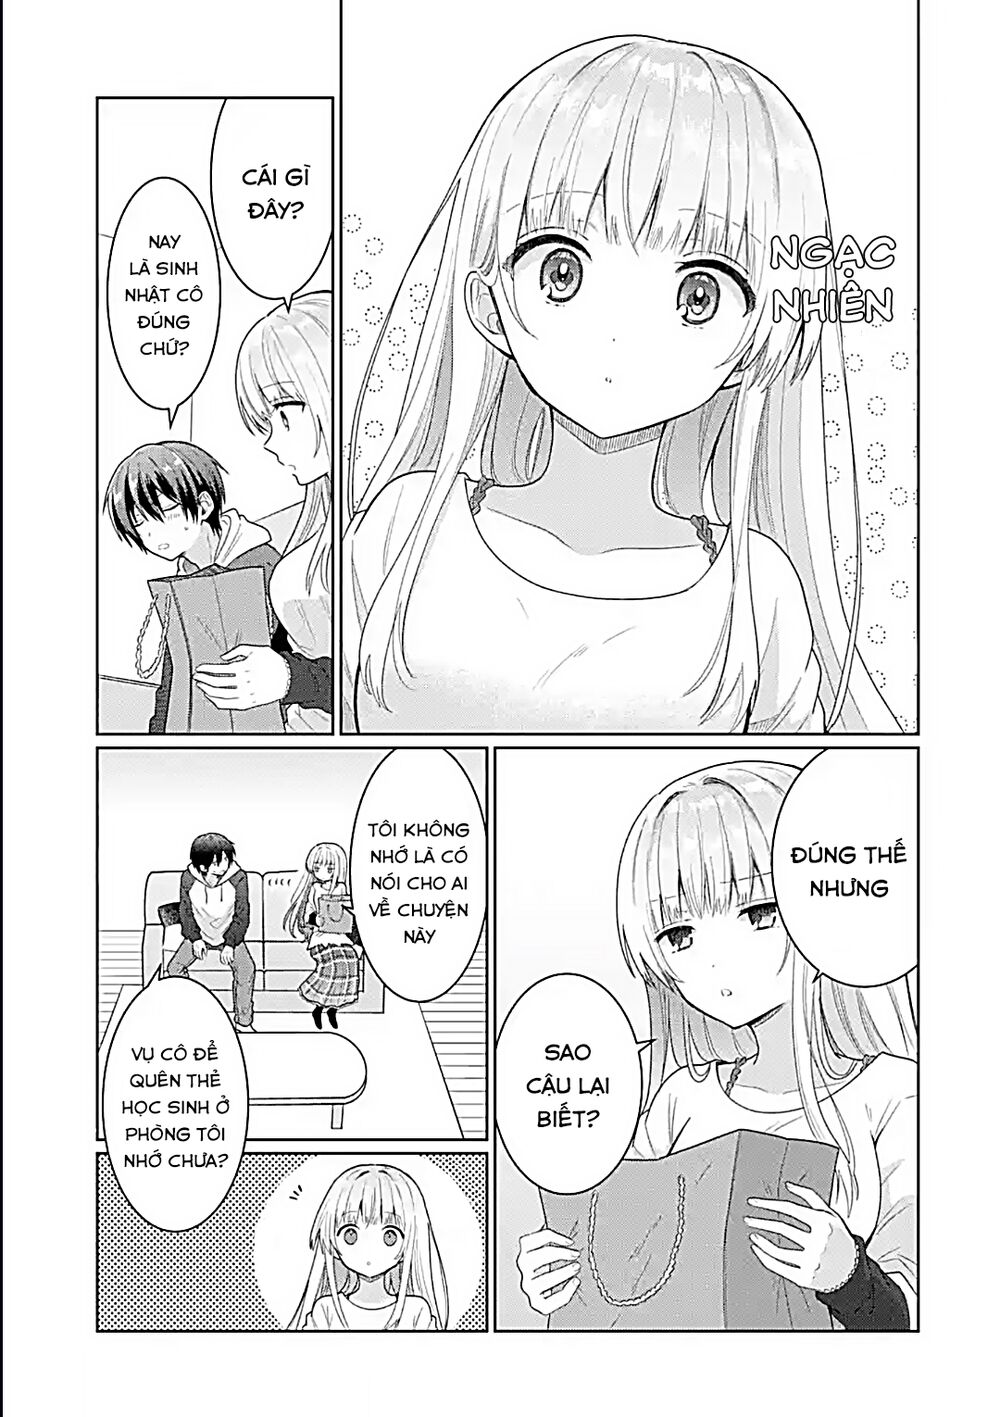 NGẠC
NHIÊN
CÁI GÌ
ĐÂY?
NAY
LÀ SINH
NHẬT CÔ
ĐÚNG
CHỨ?
ĐÚNG THẾ
NHƯNG
SAO
CẬU LẠI
BIẾT?
TÔI KHÔNG
NHỚ LÀ CÓ
NÓI CHO AI
VỀ CHUYỆN
NÀY
VỤ CÔ ĐỂ
QUÊN THẺ
HỌC SINH Ở
PHÒNG TÔI
NHỚ CHƯA?